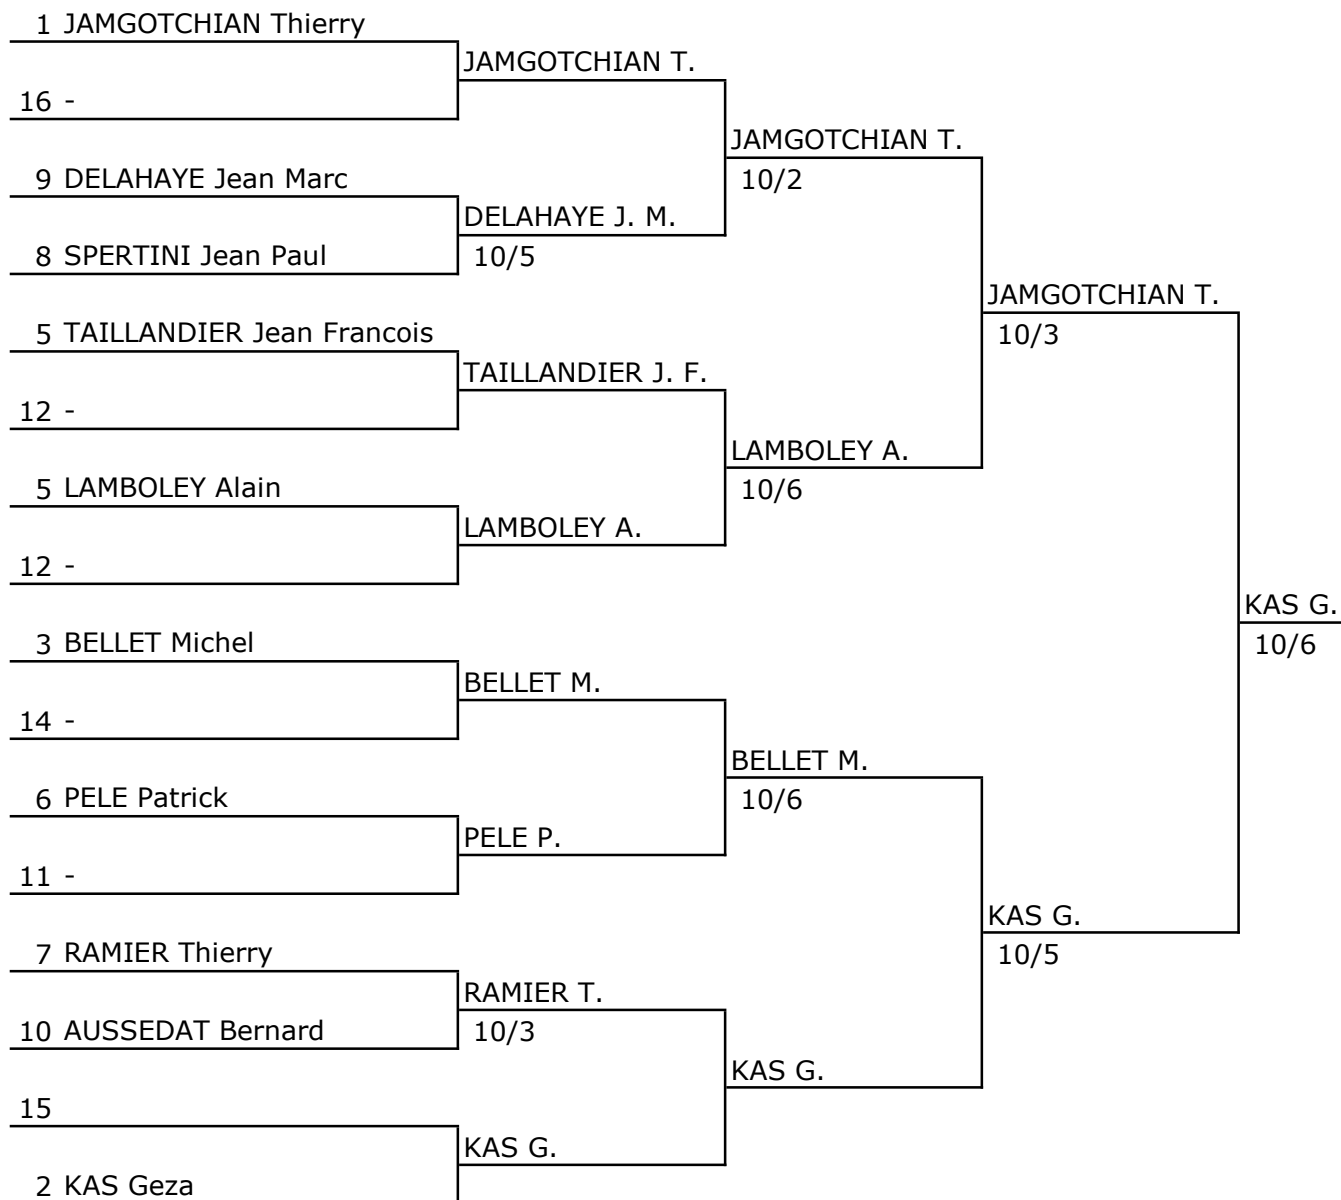 1 JAMGOTCHIAN Thierry
JAMGOTCHIAN T.
16 -
JAMGOTCHIAN T.
9 DELAHAYE Jean Marc
10/2
DELAHAYE J. M.
8 SPERTINI Jean Paul
10/5
JAMGOTCHIAN T.
5 TAILLANDIER Jean Francois
10/3
TAILLANDIER J. F.
12 -
LAMBOLEY A.
5 LAMBOLEY Alain
10/6
LAMBOLEY A.
12 -
KAS G.
3 BELLET Michel
10/6
BELLET M.
14 -
BELLET M.
6 PELE Patrick
10/6
PELE P.
11 -
KAS G.
7 RAMIER Thierry
10/5
RAMIER T.
10 AUSSEDAT Bernard
10/3
KAS G.
15
KAS G.
2 KAS Geza